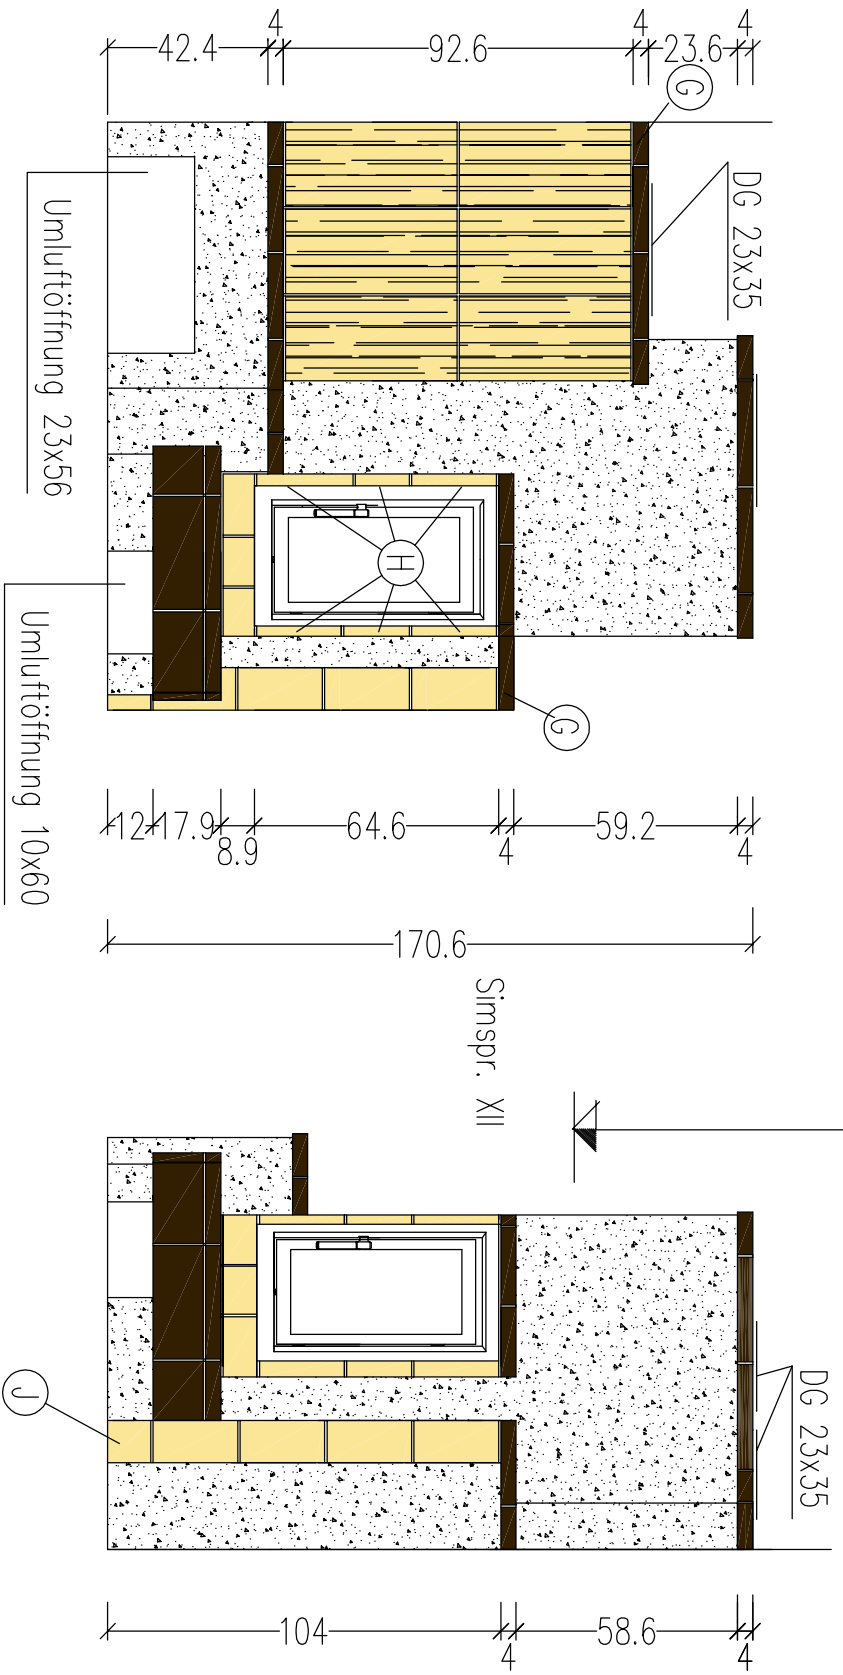 42.4
4
92.6
4
23.6
4
G
DG 23x35
Umluftöffnung 23x56
H
G
Umluftöffnung 10x60
12
17.9
8.9
64.6
4
59.2
4
170.6
Simspr. XII
DG 23x35
J
104
4
58.6
4